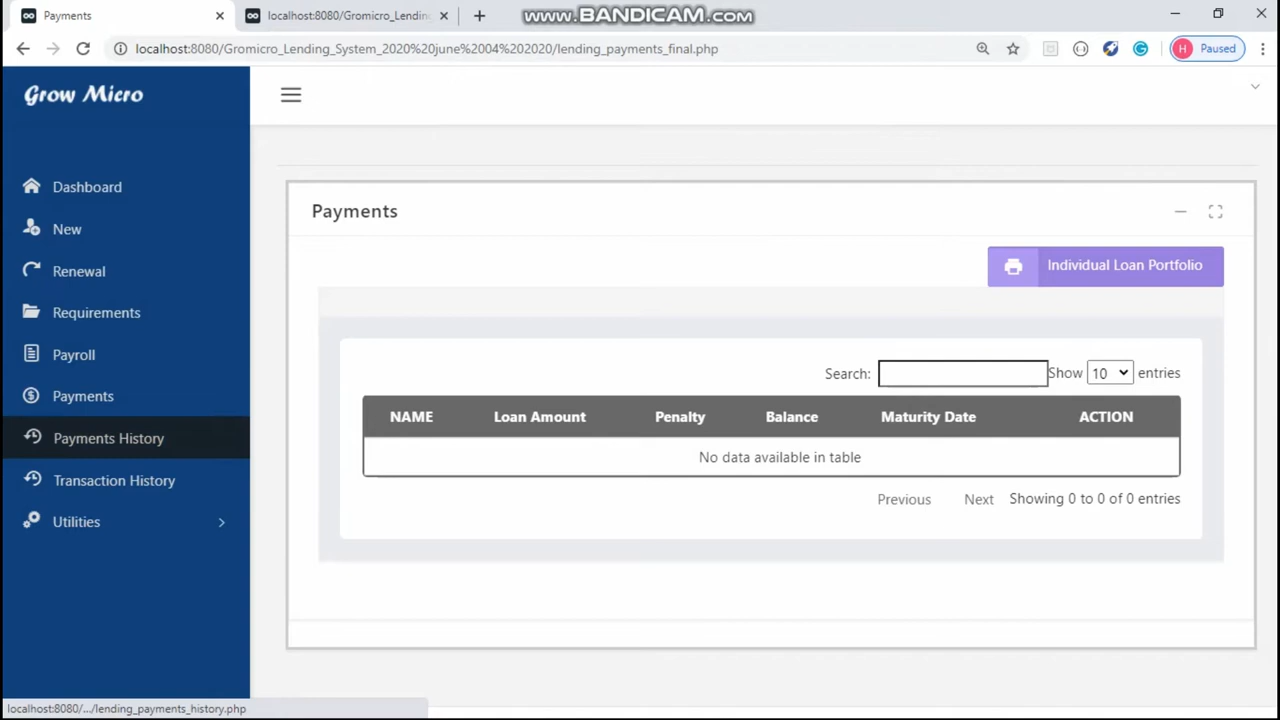 Payments
localhost:8080/Gromicro_Lending
www.BANDICAM.com
localhost:8080/Gromicro_Lending_System_2020%20june%2004%202020/lending_payments_final.php
H Paused
Grow Micro
Dashboard
New
Renewal
Requirements
Payroll
Payments
Payments History
Transaction History
Utilities
Payments
Individual Loan Portfolio
Search: Show 10 entries
NAME Loan Amount Penalty Balance Maturity Date ACTION
No data available in table
Previous Next Showing 0 to 0 of 0 entries
localhost:8080/.../lending_payments_history.php